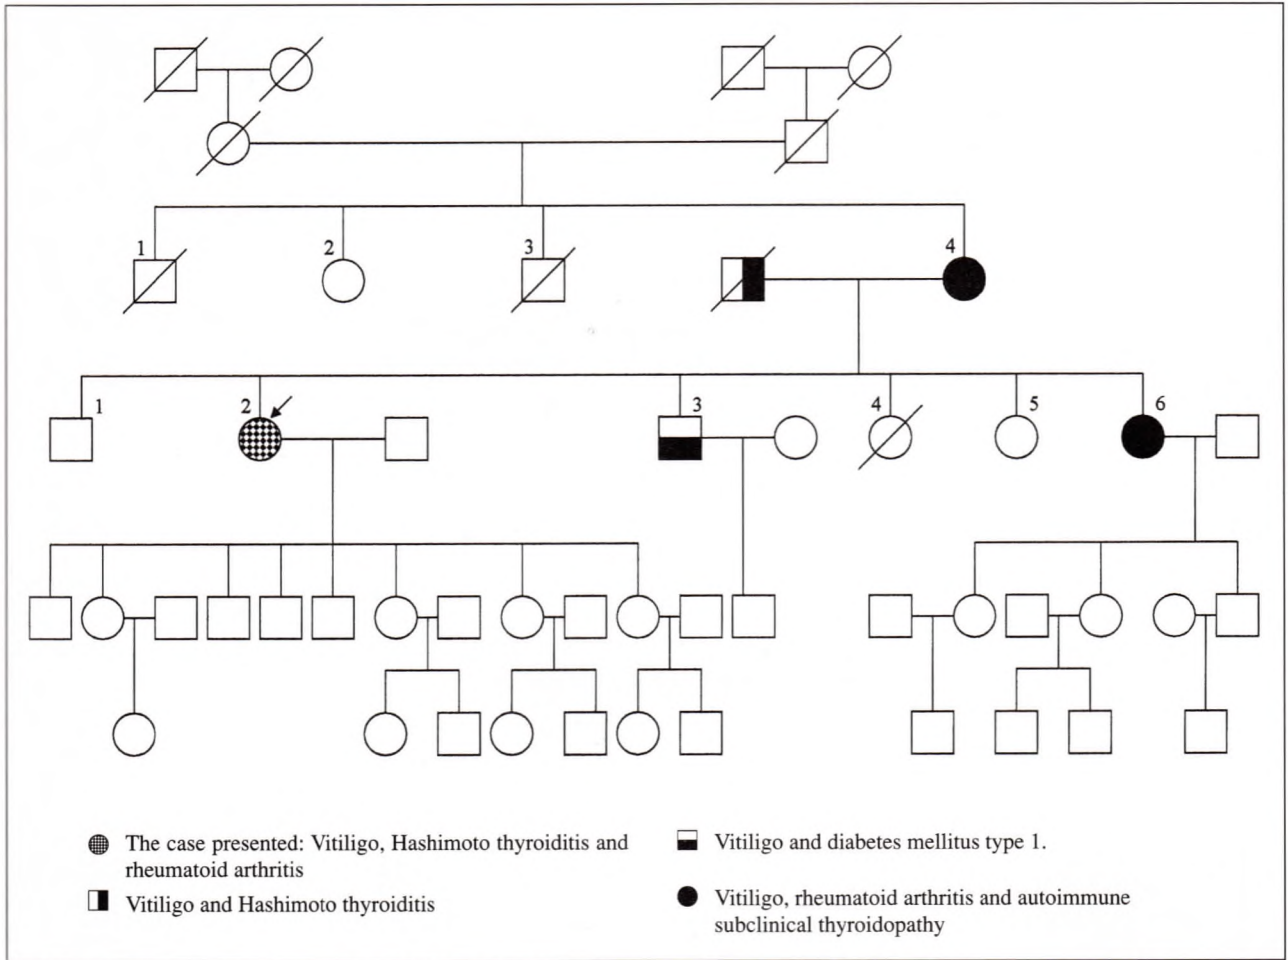 1
2
3
4
1
2
3
4
5
6
The case presented: Vitiligo, Hashimoto thyroiditis and
rheumatoid arthritis
Vitiligo and Hashimoto thyroiditis
Vitiligo and diabetes mellitus type 1.
Vitiligo, rheumatoid arthritis and autoimmune
subclinical thyroidopathy